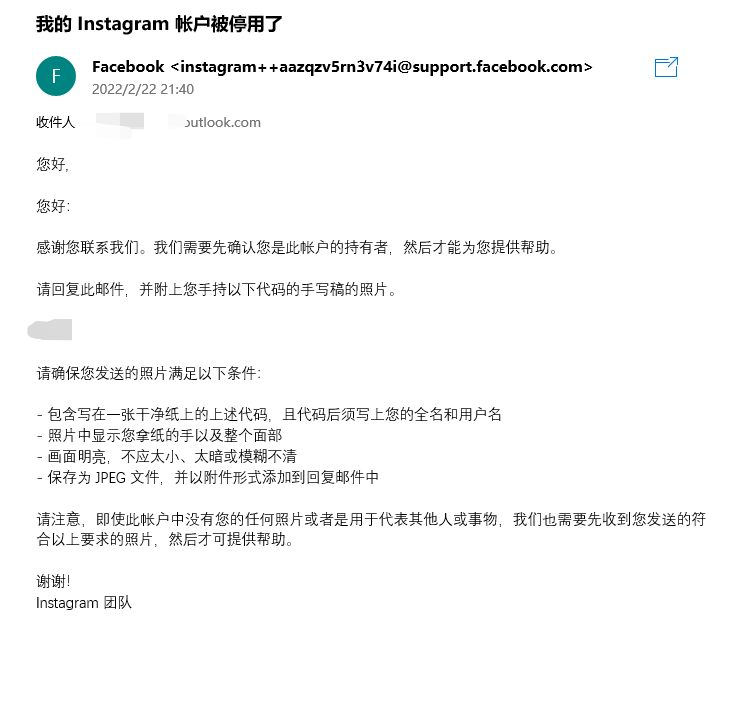 我的 Instagram 帐户被停用了
F
Facebook <instagram++aazqzv5rn3v74i@support.facebook.com>
2022/2/22 21:40
收件人 outlook.com
您好,
您好:
感谢您联系我们。我们需要先确认您是此帐户的持有者，然后才能为您提供帮助。
请回复此邮件，并附上您手持以下代码的手写稿的照片。
请确保您发送的照片满足以下条件:
- 包含写在一张干净纸上的上述代码，且代码后须写上您的全名和用户名
- 照片中显示您拿纸的手以及整个面部
- 画面明亮，不应太小、太暗或模糊不清
- 保存为 JPEG 文件，并以附件形式添加到回复邮件中
请注意，即使此帐户中没有您的任何照片或者是用于代表其他人或事物，我们也需要先收到您发送的符
合以上要求的照片，然后才可提供帮助。
谢谢!
Instagram 团队